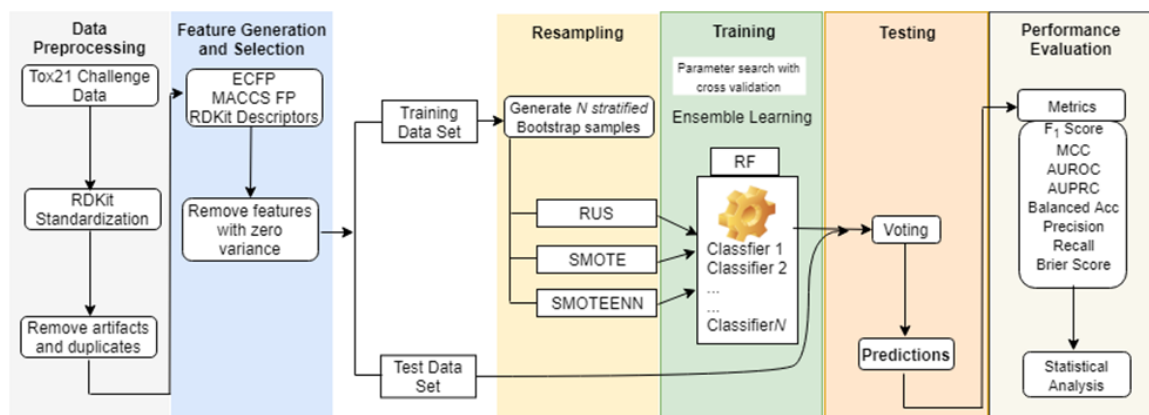 Data
Preprocessing
Tox21 Challenge
Data
RDKit
Standardization
Remove artifacts
and duplicates
Feature Generation
and Selection
ECFP
MACCS FP
RDKit Descriptors
Remove features
with zero
variance
Training
Data Set
Test Data
Set
Resampling
Generate N stratified
Bootstrap samples
RUS
SMOTE
SMOTEENN
Training
Parameter search with
cross validation
Ensemble Learning
RF
Classfier 1
Classifier 2
...
...
ClassifierN
Testing
Voting
Predictions
Performance
Evaluation
Metrics
F₁ Score
MCC
AUROC
AUPRC
Balanced Acc
Precision
Recall
Brier Score
Statistical
Analysis